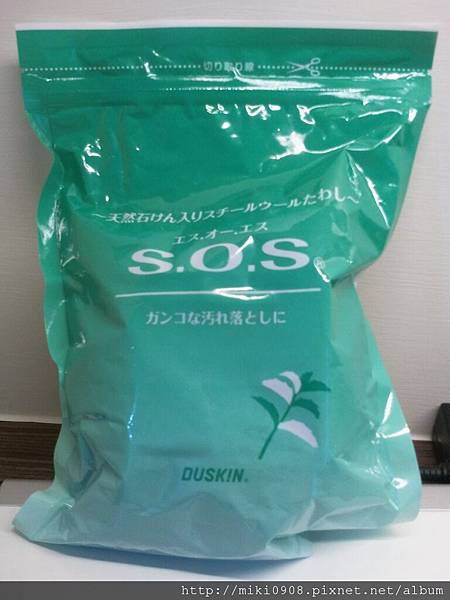 切り取り線
天然石けん入りスチールウールたわし
エス.オー.エス
S.O.S®
ガンコな汚れ落としに
DUSKIN®
http://miki0908.pixnet.net/album